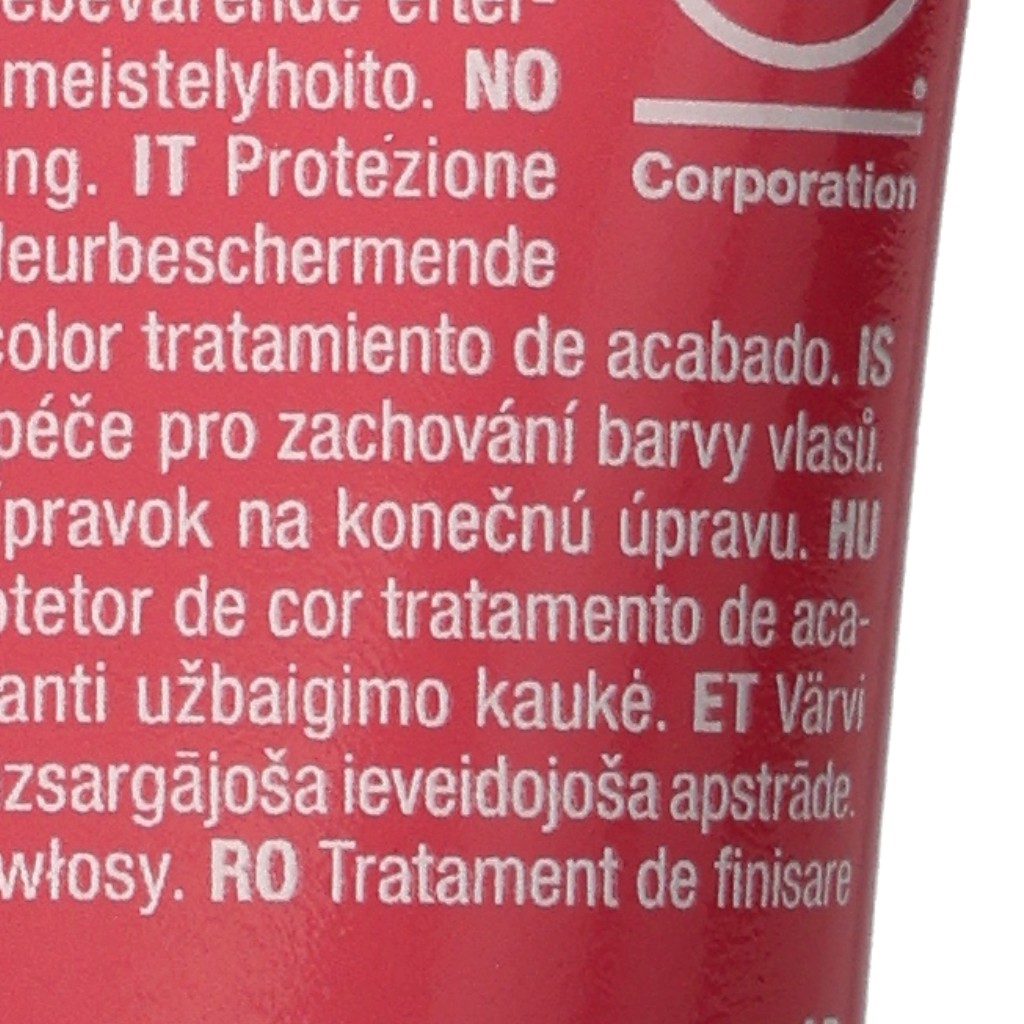 ebevarende efter-
meistelyhoito. NO
ng. IT Protezione
leurbeschermende
Corporation
color tratamiento de acabado. IS
péče pro zachování barvy vlasů.
pravok na konečnú úpravu. HU
otetor de cor tratamento de aca-
anti užbaigimo kaukė. ET Värvi
zsargājoša ieveidojoša apstrāde.
włosy. RO Tratament de finisare